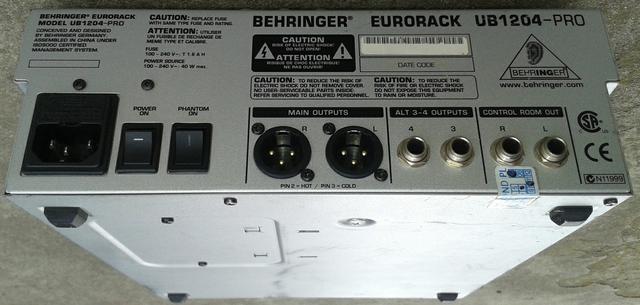 BEHRINGER® EURORACK
MODEL UB1204-PRO
CONCEIVED AND DESIGNED BY
BEHRINGER GERMANY
ASSEMBLED IN CHINA UNDER
ISO9000 CERTIFIED
MANAGEMENT SYSTEM.
CAUTION: REPLACE FUSE
WITH SAME TYPE FUSE AND RATING.
ATTENTION: UTILISER
UN FUSIBLE DE RECHANGE DE
MEME TYPE ET CALIBRE.
FUSE
100 - 240 V~: T 1.6 A H
POWER SOURCE
100 - 240 V~: 40 W max.
BEHRINGER® EURORACK UB1204-PRO
CAUTION
RISK OF ELECTRIC SHOCK!
DO NOT OPEN!
ATTENTION
RISQUE DE CHOC ELECTRIQUE!
NE PAS OUVRIR!
DATE CODE
BEHRINGER
www.behringer.com
CAUTION: TO REDUCE THE RISK OF
ELECTRIC SHOCK DO NOT REMOVE COVER.
NO USER-SERVICEABLE PARTS INSIDE:
REFER SERVICING TO QUALIFIED PERSONNEL.
CAUTION: TO REDUCE THE
RISK OF FIRE OR ELECTRIC SHOCK
DO NOT EXPOSE THIS EQUIPMENT
TO RAIN OR MOISTURE.
POWER
ON
PHANTOM
ON
MAIN OUTPUTS
R L
PIN 2 = HOT / PIN 3 = COLD
ALT 3-4 OUTPUTS
4 3
CONTROL ROOM OUT
R L
CE
N11999